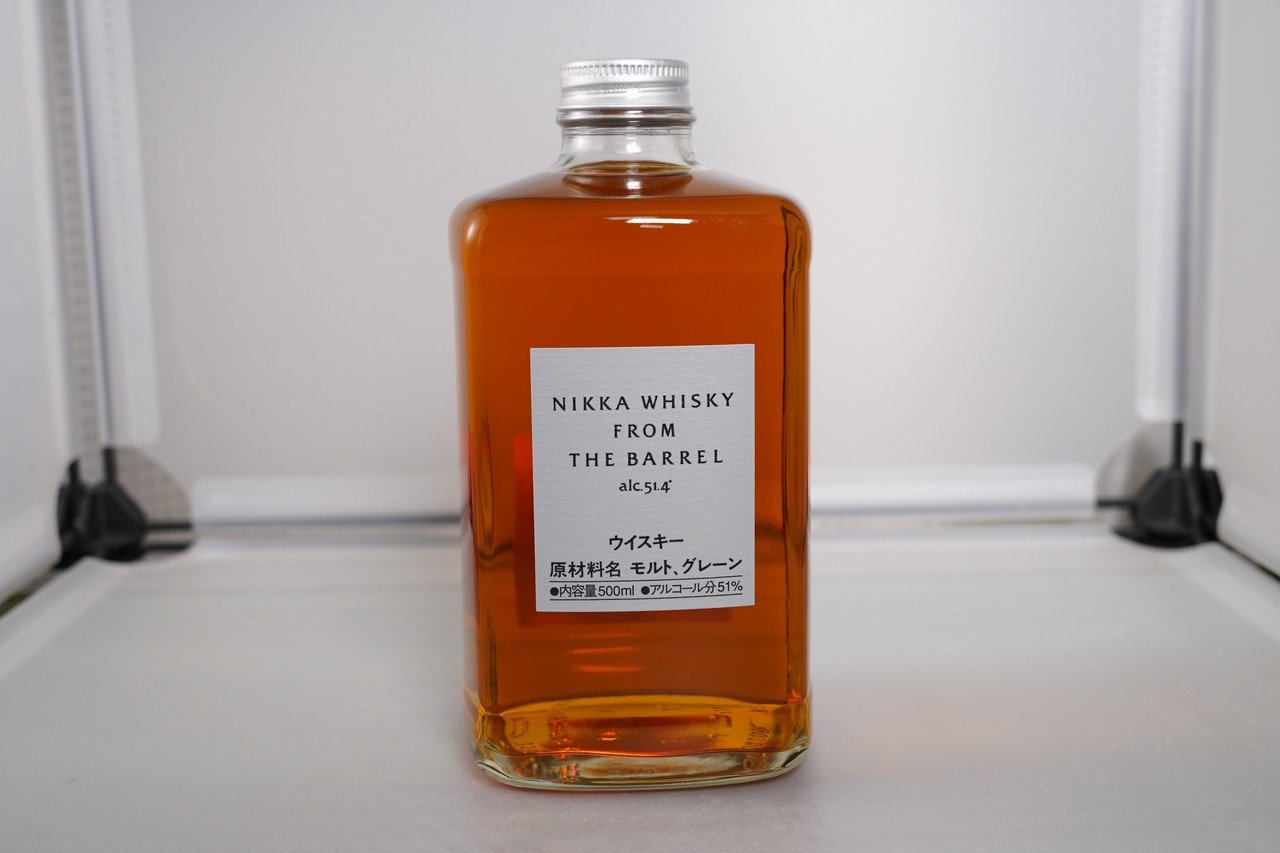 NIKKA WHISKY
FROM
THE BARREL
alc.51.4°
ウイスキー
原材料名 モルト、グレーン
●内容量500ml ●アルコール分51%